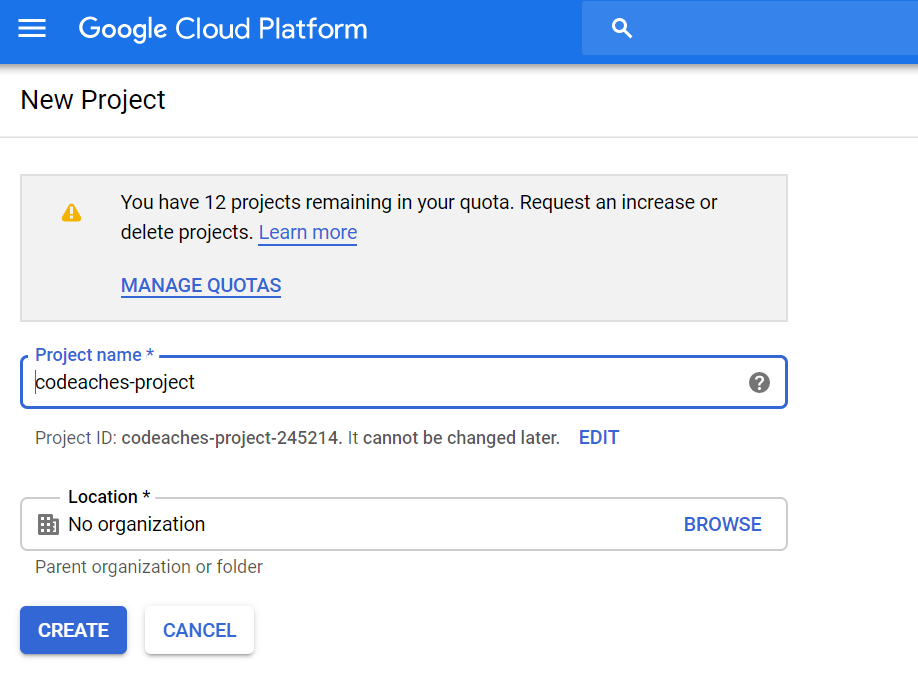 Google Cloud Platform
New Project
You have 12 projects remaining in your quota. Request an increase or
delete projects. Learn more
MANAGE QUOTAS
Project name *
codeaches-project
Project ID: codeaches-project-245214. It cannot be changed later. EDIT
Location *
No organization BROWSE
Parent organization or folder
CREATE CANCEL